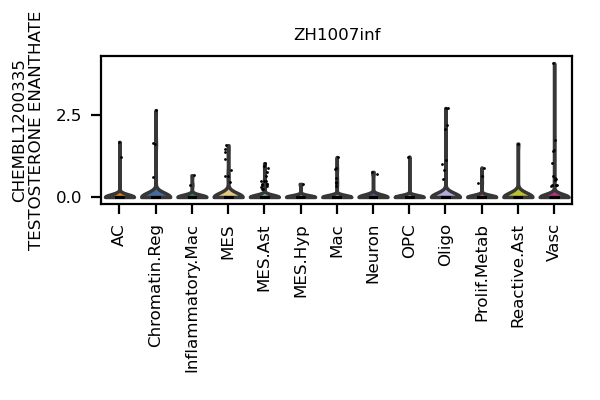 ZH1007inf
CHEMBL1200335
TESTOSTERONE ENANTHATE
2.5
0.0
AC
Chromatin.Reg
Inflammatory.Mac
MES
MES.Ast
MES.Hyp
Mac
Neuron
OPC
Oligo
Prolif.Metab
Reactive.Ast
Vasc